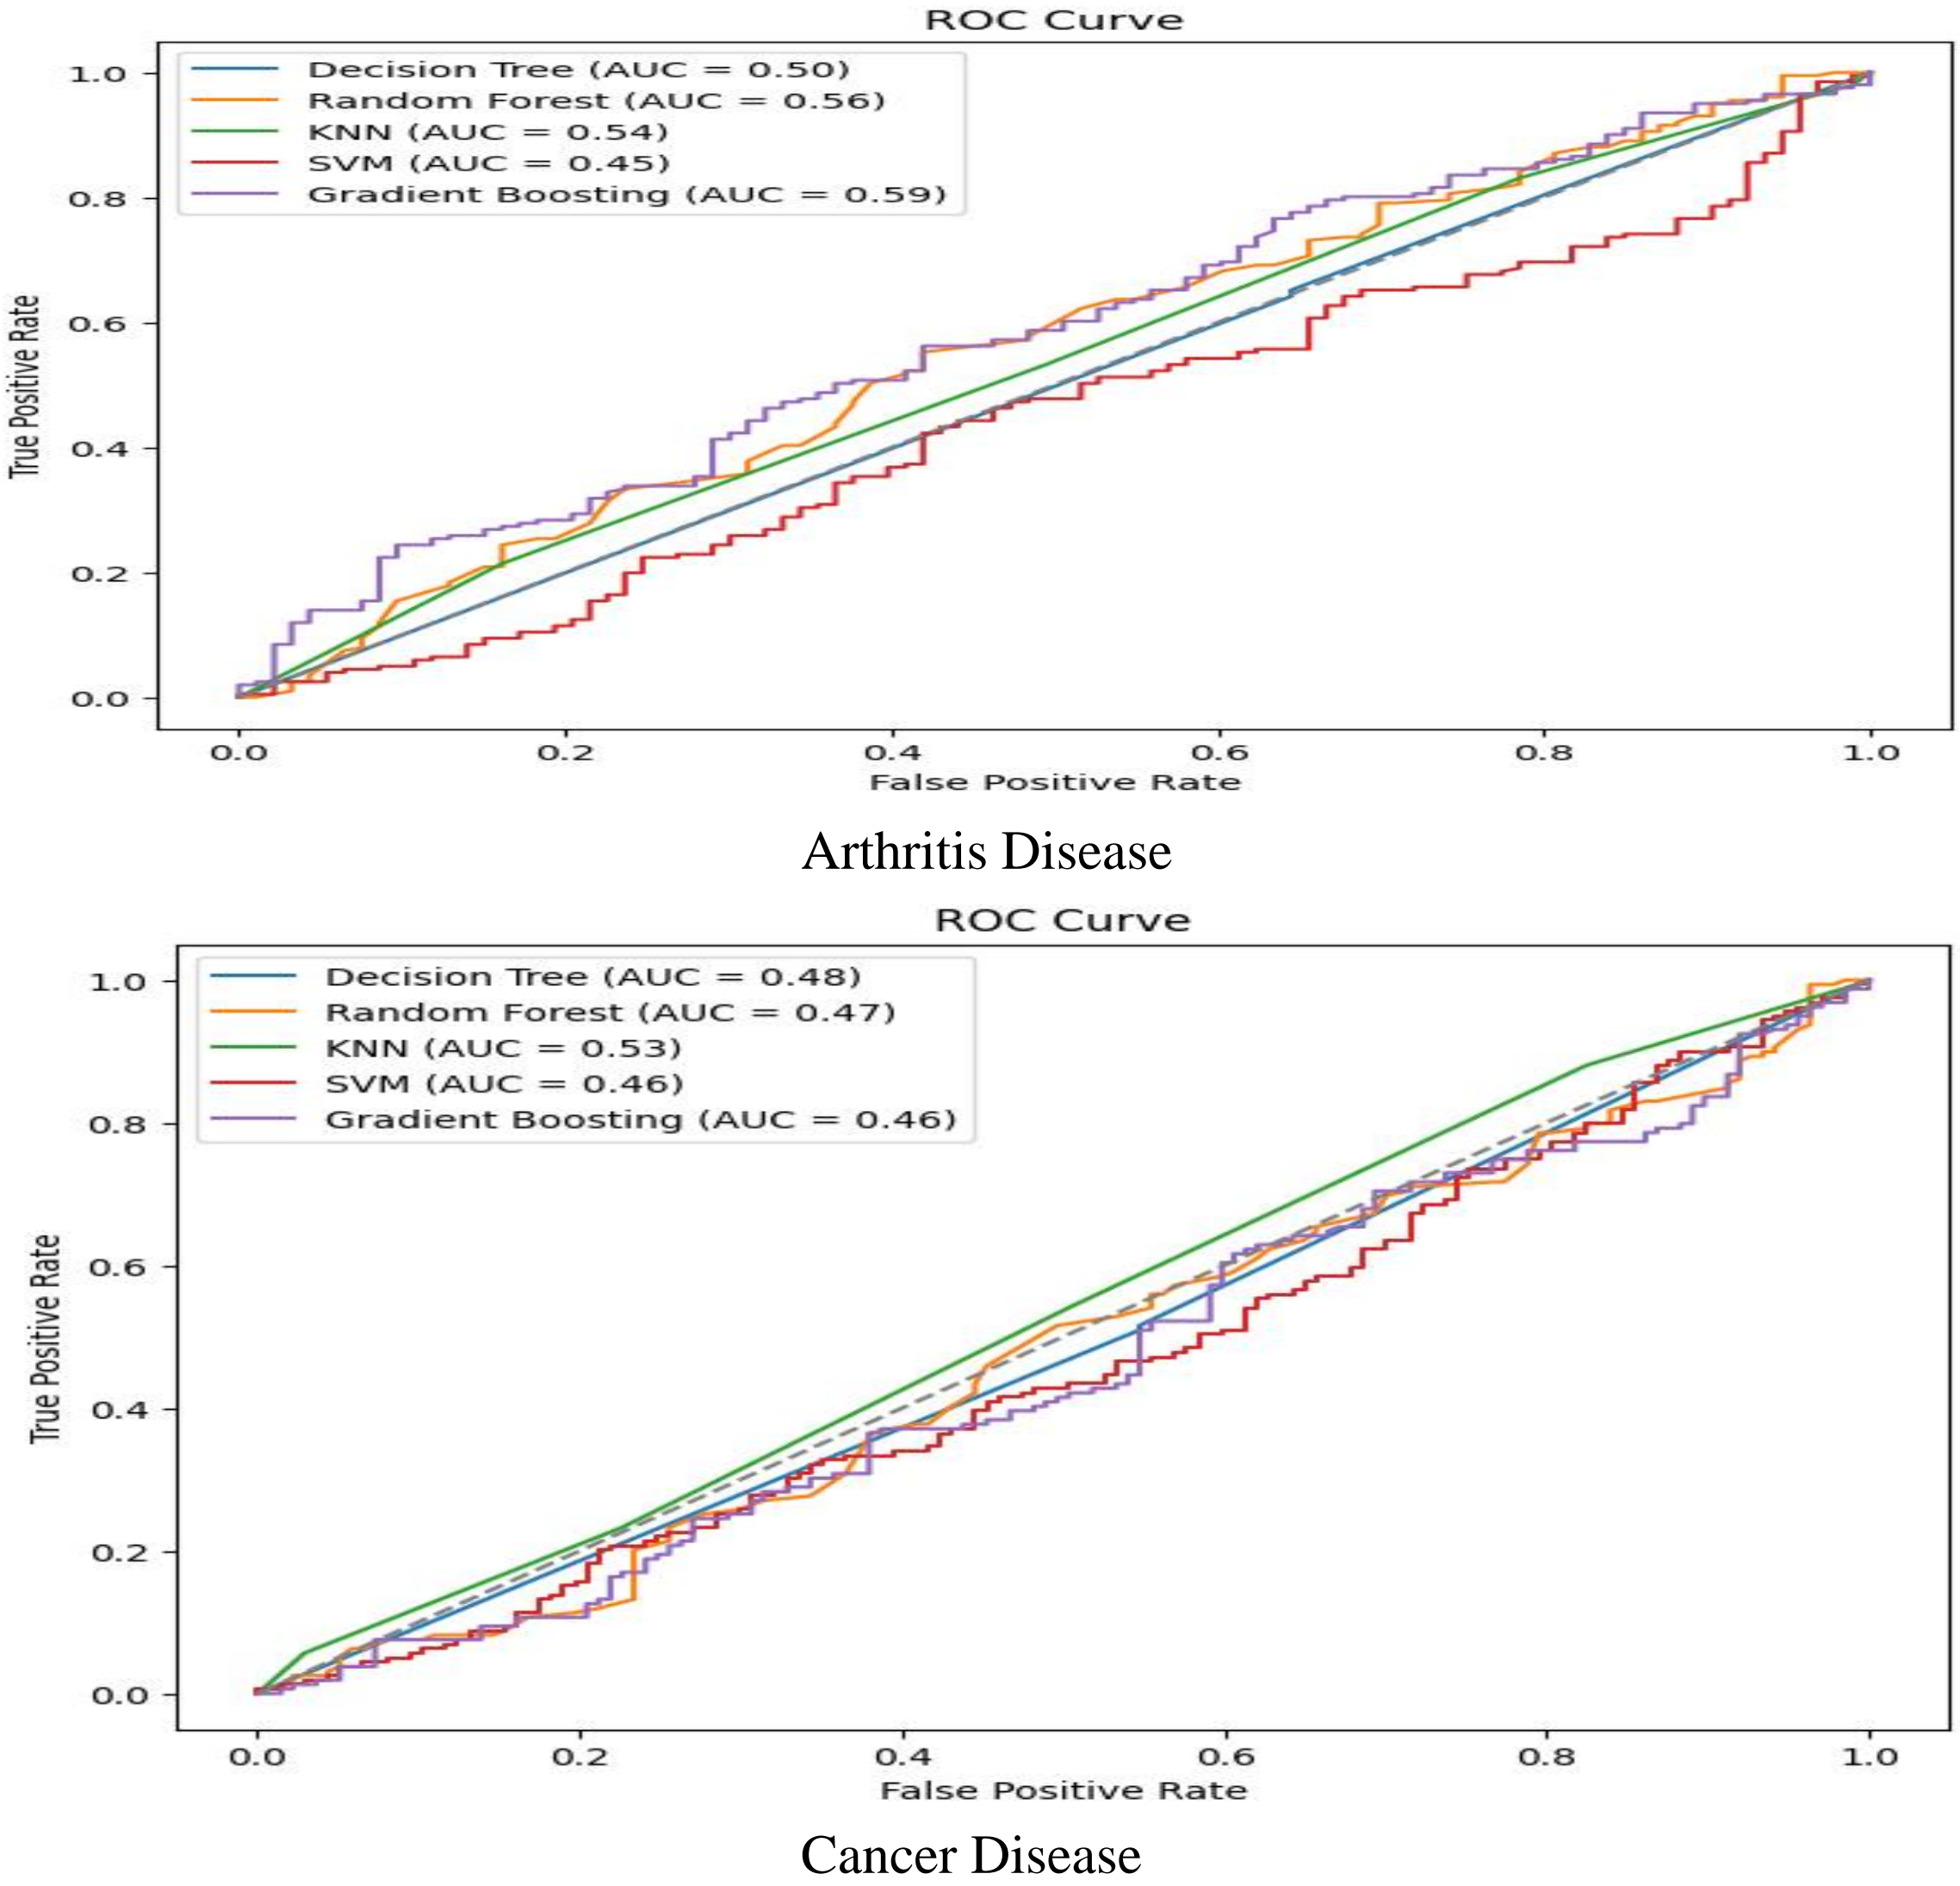 ROC Curve
Decision Tree (AUC = 0.50)
Random Forest (AUC = 0.56)
KNN (AUC = 0.54)
SVM (AUC = 0.45)
Gradient Boosting (AUC = 0.59)
1.0
0.8
0.6
0.4
0.2
0.0
True Positive Rate
0.0 0.2 0.4 0.6 0.8 1.0
False Positive Rate
Arthritis Disease
ROC Curve
Decision Tree (AUC = 0.48)
Random Forest (AUC = 0.47)
KNN (AUC = 0.53)
SVM (AUC = 0.46)
Gradient Boosting (AUC = 0.46)
1.0
0.8
0.6
0.4
0.2
0.0
True Positive Rate
0.0 0.2 0.4 0.6 0.8 1.0
False Positive Rate
Cancer Disease